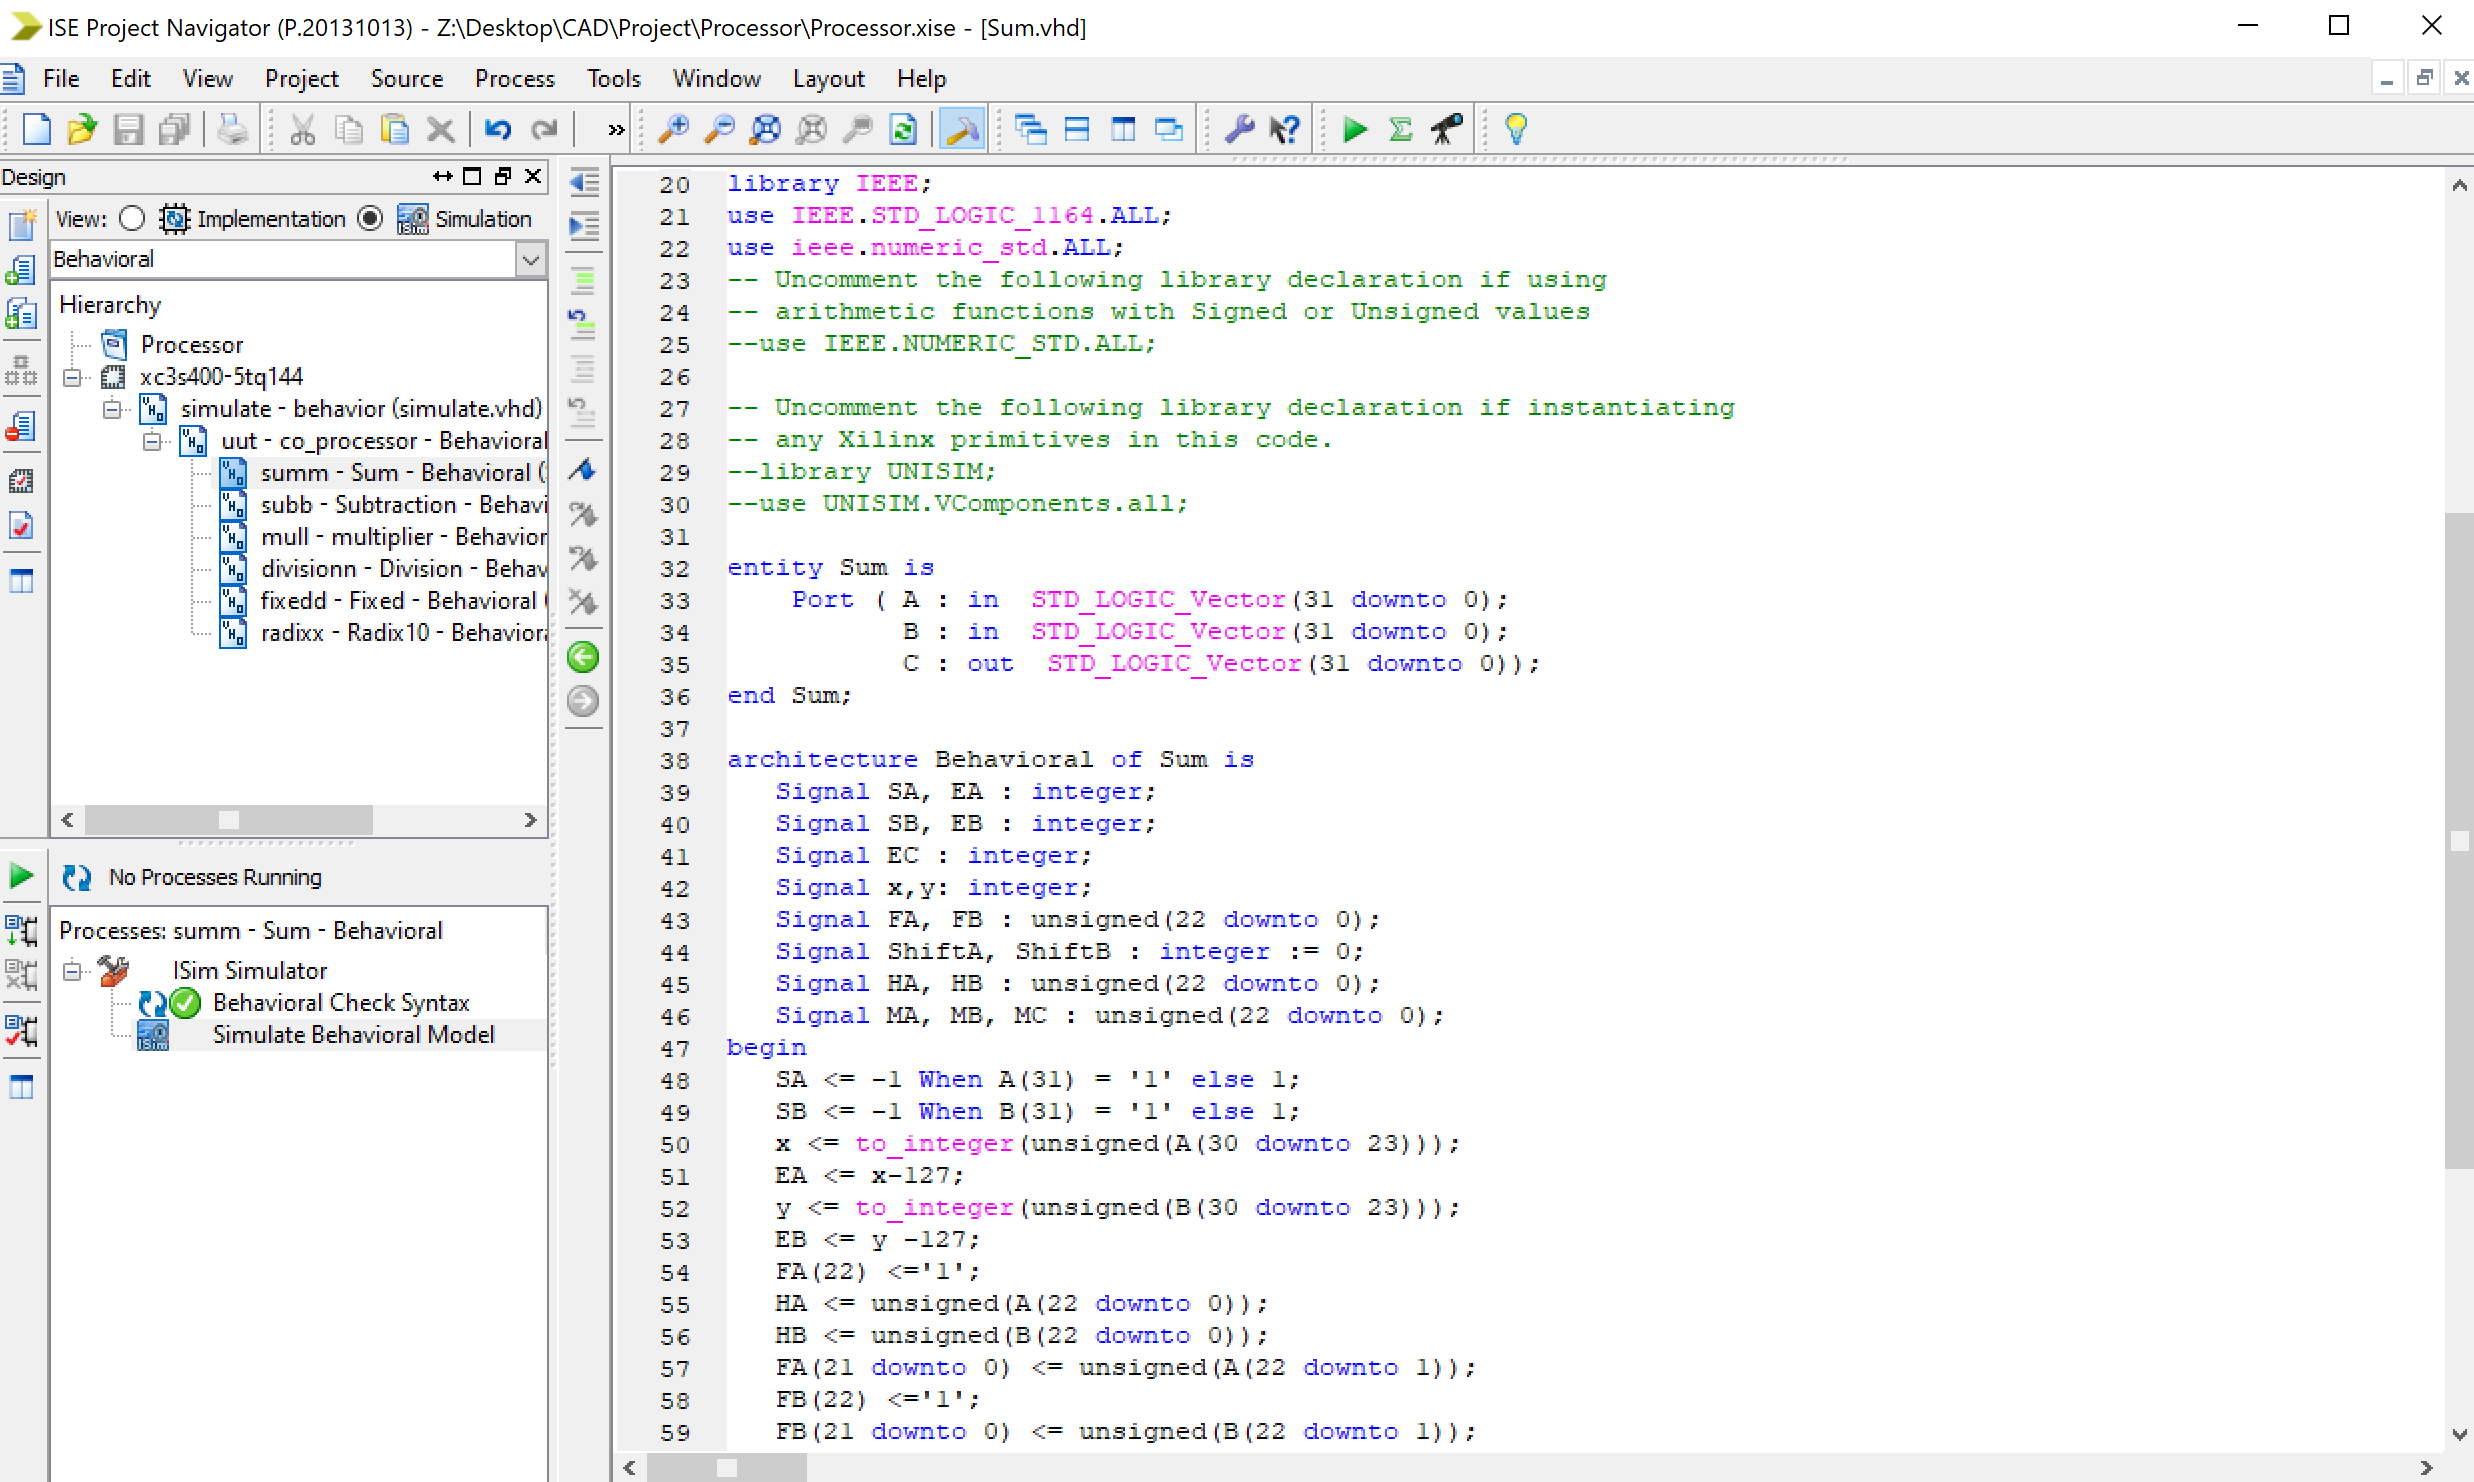 ISE Project Navigator (P.20131013) - Z:\Desktop\CAD\Project\Processor\Processor.xise - [Sum.vhd]
File Edit View Project Source Process Tools Window Layout Help
Design
View: Implementation Simulation
Behavioral
Hierarchy
Processor
xc3s400-5tq144
simulate - behavior (simulate.vhd)
uut - co_processor - Behavioral
summ - Sum - Behavioral (
subb - Subtraction - Behavi
mull - multiplier - Behavior
divisionn - Division - Behav
fixedd - Fixed - Behavioral (
radixx - Radix10 - Behaviora
No Processes Running
Processes: summ - Sum - Behavioral
ISim Simulator
Behavioral Check Syntax
Simulate Behavioral Model
20 library IEEE;
21 use IEEE.STD_LOGIC_1164.ALL;
22 use ieee.numeric_std.ALL;
23 -- Uncomment the following library declaration if using
24 -- arithmetic functions with Signed or Unsigned values
25 --use IEEE.NUMERIC_STD.ALL;
26
27 -- Uncomment the following library declaration if instantiating
28 -- any Xilinx primitives in this code.
29 --library UNISIM;
30 --use UNISIM.VComponents.all;
31
32 entity Sum is
33     Port ( A : in  STD_LOGIC_Vector(31 downto 0);
34            B : in  STD_LOGIC_Vector(31 downto 0);
35            C : out  STD_LOGIC_Vector(31 downto 0));
36 end Sum;
37
38 architecture Behavioral of Sum is
39    Signal SA, EA : integer;
40    Signal SB, EB : integer;
41    Signal EC : integer;
42    Signal x,y: integer;
43    Signal FA, FB : unsigned(22 downto 0);
44    Signal ShiftA, ShiftB : integer := 0;
45    Signal HA, HB : unsigned(22 downto 0);
46    Signal MA, MB, MC : unsigned(22 downto 0);
47 begin
48    SA <= -1 When A(31) = '1' else 1;
49    SB <= -1 When B(31) = '1' else 1;
50    x <= to_integer(unsigned(A(30 downto 23)));
51    EA <= x-127;
52    y <= to_integer(unsigned(B(30 downto 23)));
53    EB <= y -127;
54    FA(22) <='1';
55    HA <= unsigned(A(22 downto 0));
56    HB <= unsigned(B(22 downto 0));
57    FA(21 downto 0) <= unsigned(A(22 downto 1));
58    FB(22) <='1';
59    FB(21 downto 0) <= unsigned(B(22 downto 1));